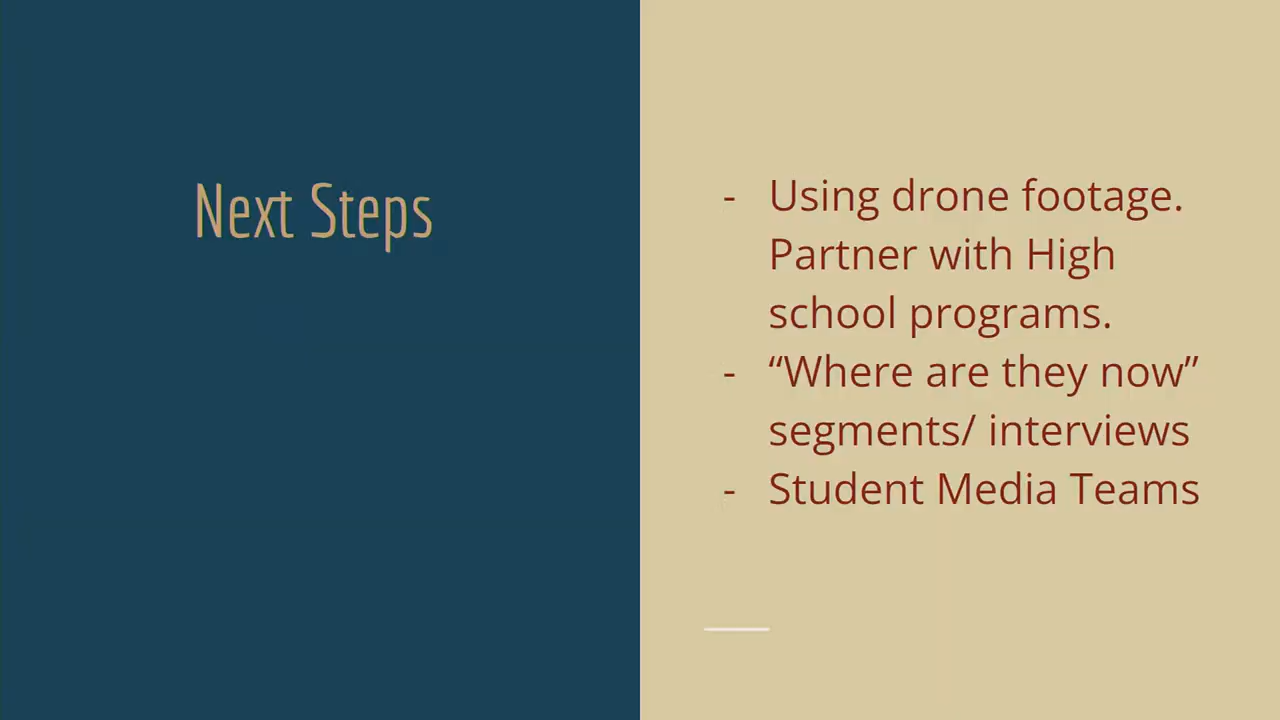 Next Steps
- Using drone footage.
Partner with High
school programs.
- “Where are they now”
segments/ interviews
- Student Media Teams